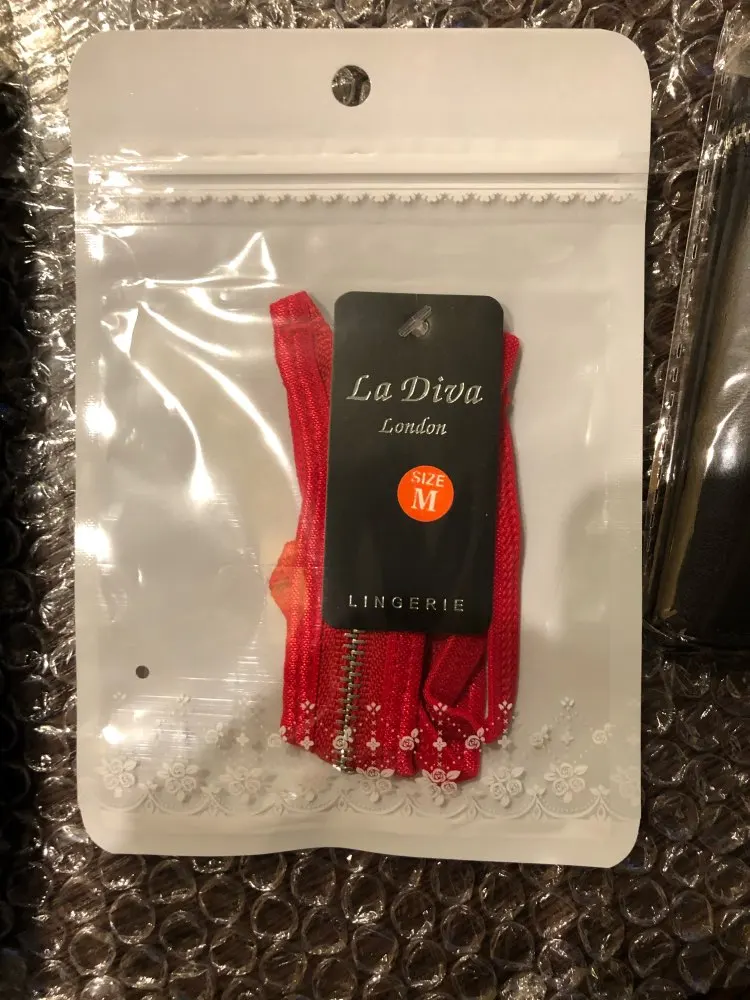 La Diva
London
SIZE
M
LINGERIE